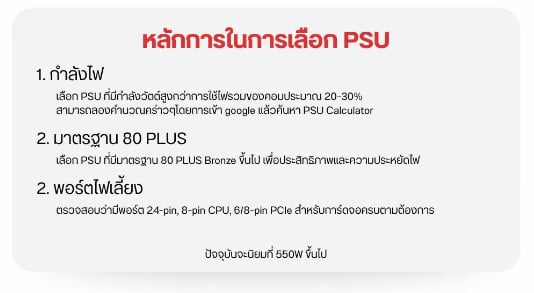 หลักการในการเลือก PSU
1. กำลังไฟ
เลือก PSU ที่มีกำลังวัตต์สูงกว่าการใช้ไฟรวมของคอมประมาณ 20-30%
สามารถลองคำนวณคร่าวๆโดยการเข้า google แล้วค้นหา PSU Calculator
2. มาตรฐาน 80 PLUS
เลือก PSU ที่มีมาตรฐาน 80 PLUS Bronze ขึ้นไป เพื่อประสิทธิภาพและความประหยัดไฟ
2. พอร์ตไฟเลี้ยง
ตรวจสอบว่ามีพอร์ต 24-pin, 8-pin CPU, 6/8-pin PCIe สำหรับการ์ดจอครบตามต้องการ
ปัจจุบันจะนิยมที่ 550W ขึ้นไป